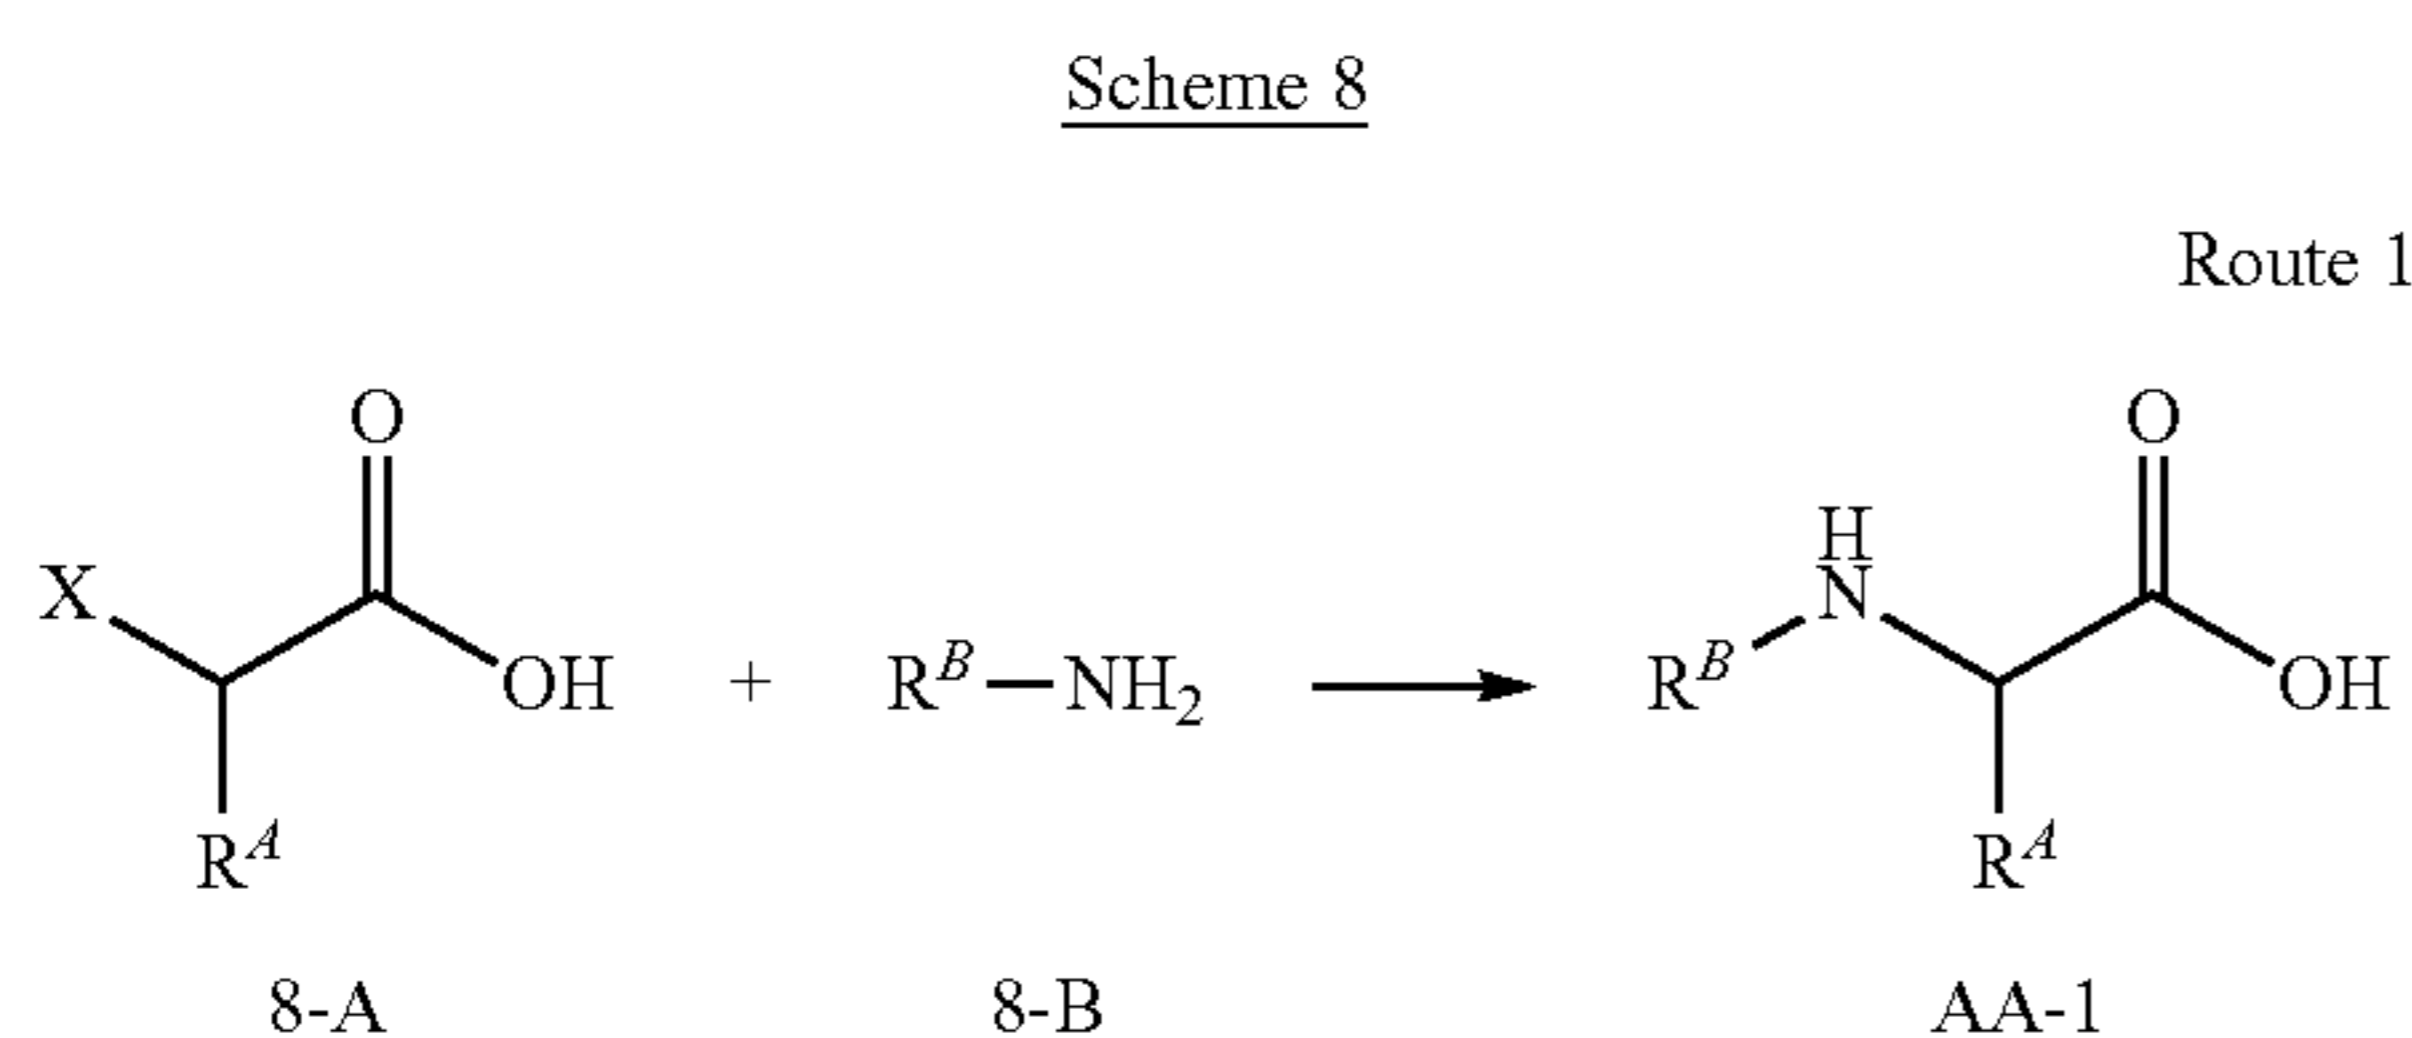 Scheme 8
Route 1
O
X
OH
R^A
+
R^B—NH₂
O
H
N
R^B
OH
R^A
8-A
8-B
AA-1